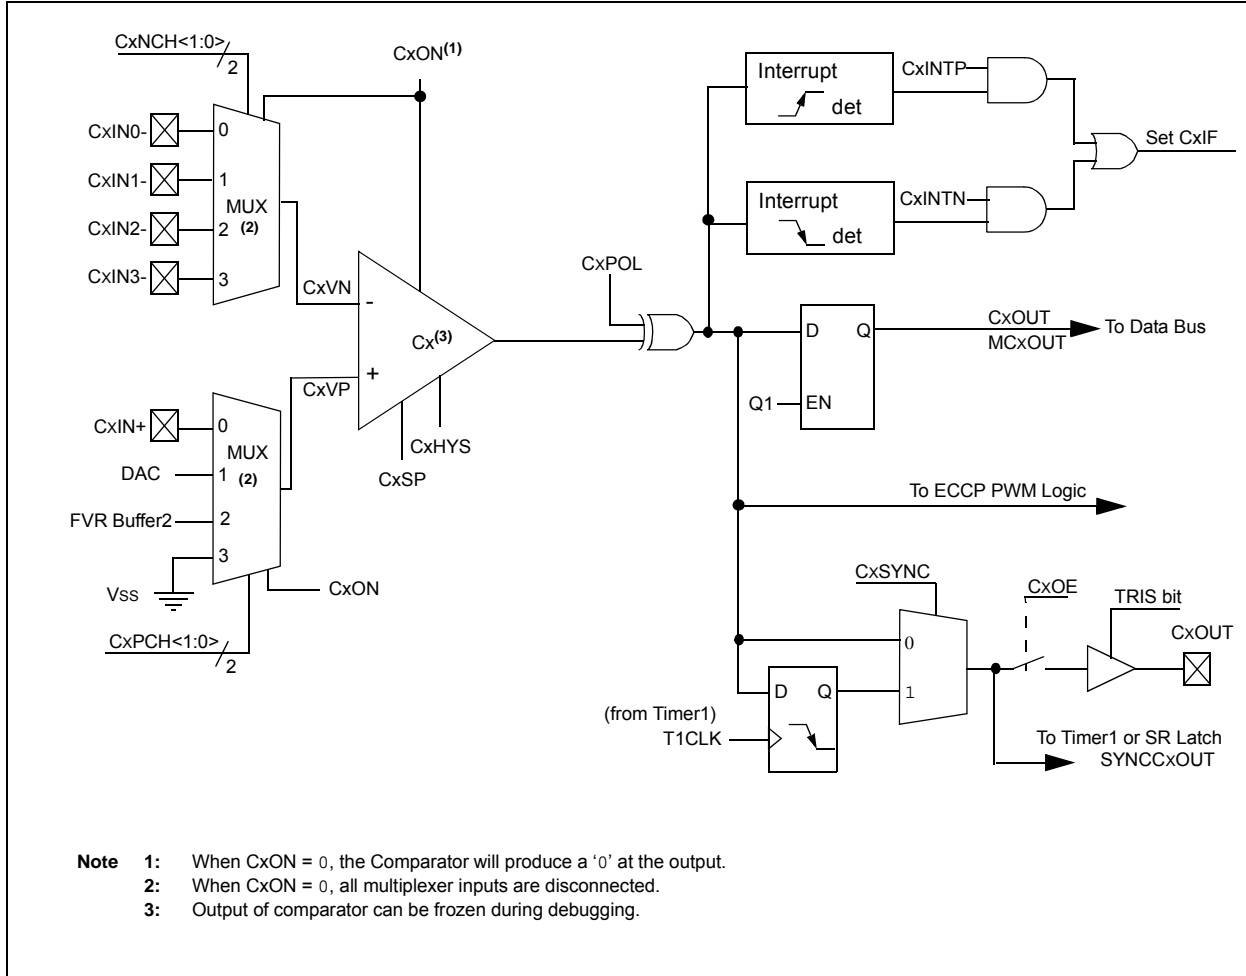 CxNCH<1:0>
2
CxON(1)
CxIN0-
CxIN1-
CxIN2-
CxIN3-
0
1
2
3
MUX
(2)
CxVN
-
Cx(3)
+
CxVP
CxHYS
CxSP
CxIN+
DAC
FVR Buffer2
VSS
0
1
2
3
MUX
(2)
CxON
CxPCH<1:0>
2
CxPOL
Interrupt
det
CxINTP
Interrupt
det
CxINTN
Set CxIF
D
Q
Q1
EN
CxOUT
MCxOUT
To Data Bus
To ECCP PWM Logic
CxSYNC
0
1
CxOE
TRIS bit
CxOUT
D
Q
(from Timer1)
T1CLK
To Timer1 or SR Latch
SYNCCxOUT
Note 1: When CxON = 0, the Comparator will produce a ‘0’ at the output.
2: When CxON = 0, all multiplexer inputs are disconnected.
3: Output of comparator can be frozen during debugging.